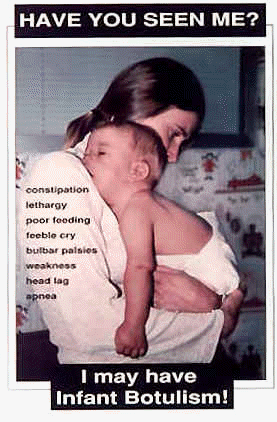 HAVE YOU SEEN ME?
constipation
lethargy
poor feeding
feeble cry
bulbar palsies
weakness
head lag
apnea
I may have
Infant Botulism!